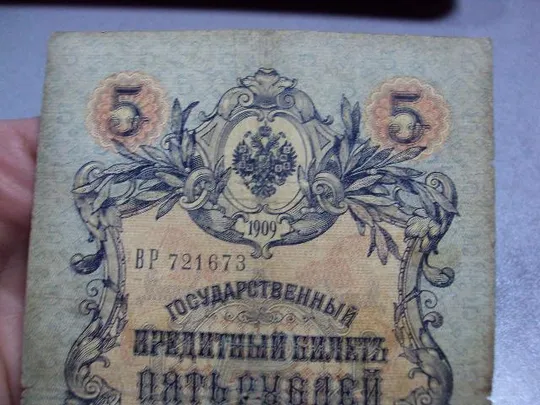 5 5
1909
ВР 721673
ГОСУДАРСТВЕННЫЙ
КРЕДИТНЫЙ БИЛЕТЪ
ПЯТЬ РУБЛЕЙ